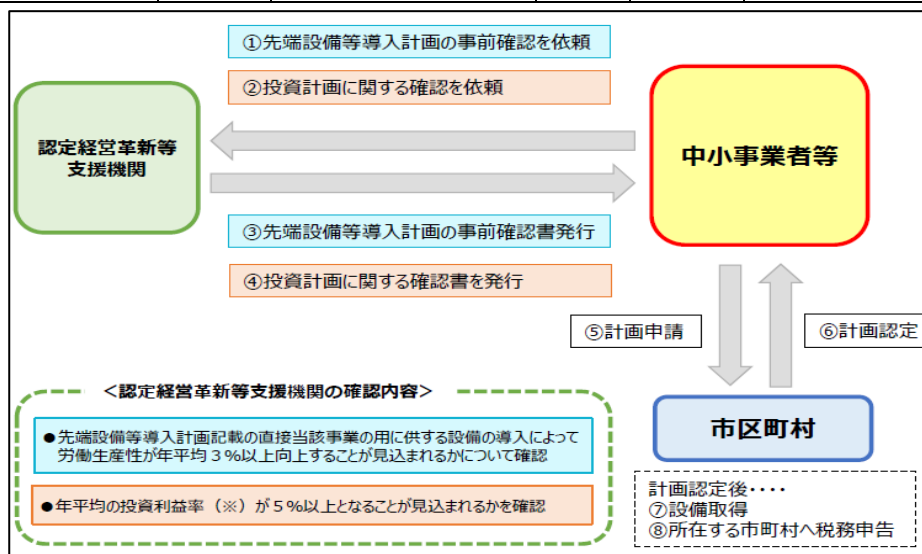 ①先端設備等導入計画の事前確認を依頼
②投資計画に関する確認を依頼
認定経営革新等
支援機関
中小事業者等
③先端設備等導入計画の事前確認書発行
④投資計画に関する確認書を発行
⑤計画申請
⑥計画認定
<認定経営革新等支援機関の確認内容>
●先端設備等導入計画記載の直接当該事業の用に供する設備の導入によって
労働生産性が年平均3%以上向上することが見込まれるかについて確認
●年平均の投資利益率(※)が5%以上となることが見込まれるかを確認
市区町村
計画認定後・・・・
⑦設備取得
⑧所在する市町村へ税務申告